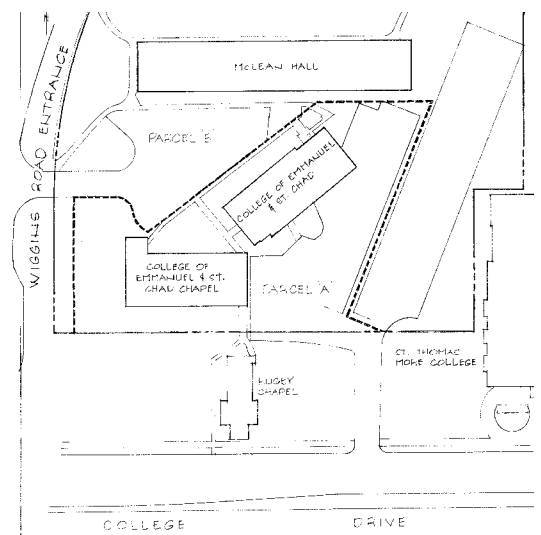 McLEAN HALL
WIGGINS ROAD ENTRANCE
PARCEL 'B'
COLLEGE OF EMMANUEL
& ST. CHAD
COLLEGE OF
EMMANUEL & ST.
CHAD CHAPEL
PARCEL 'A'
ST. THOMAS
MORE COLLEGE
HUGEY
CHAPEL
COLLEGE DRIVE